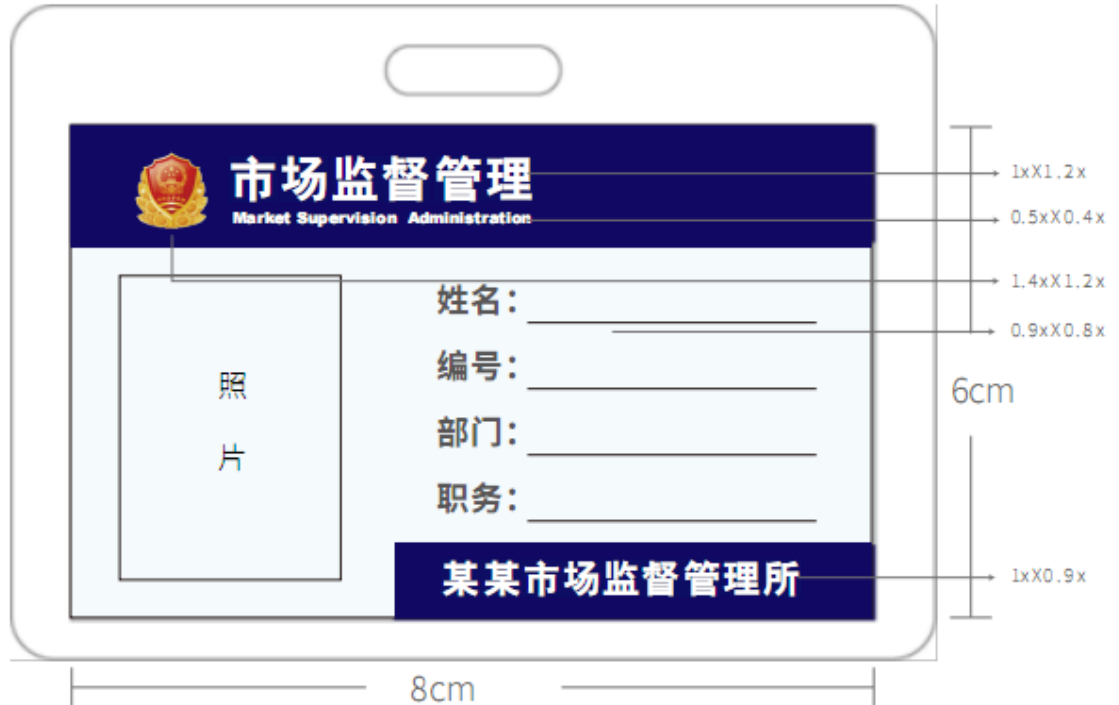 市场监督管理
Market Supervision Administration
1xX1.2x
0.5xX0.4x
1.4xX1.2x
0.9xX0.8x
照
片
姓名：
编号：
部门：
职务：
6cm
某某市场监督管理所
1xX0.9x
8cm